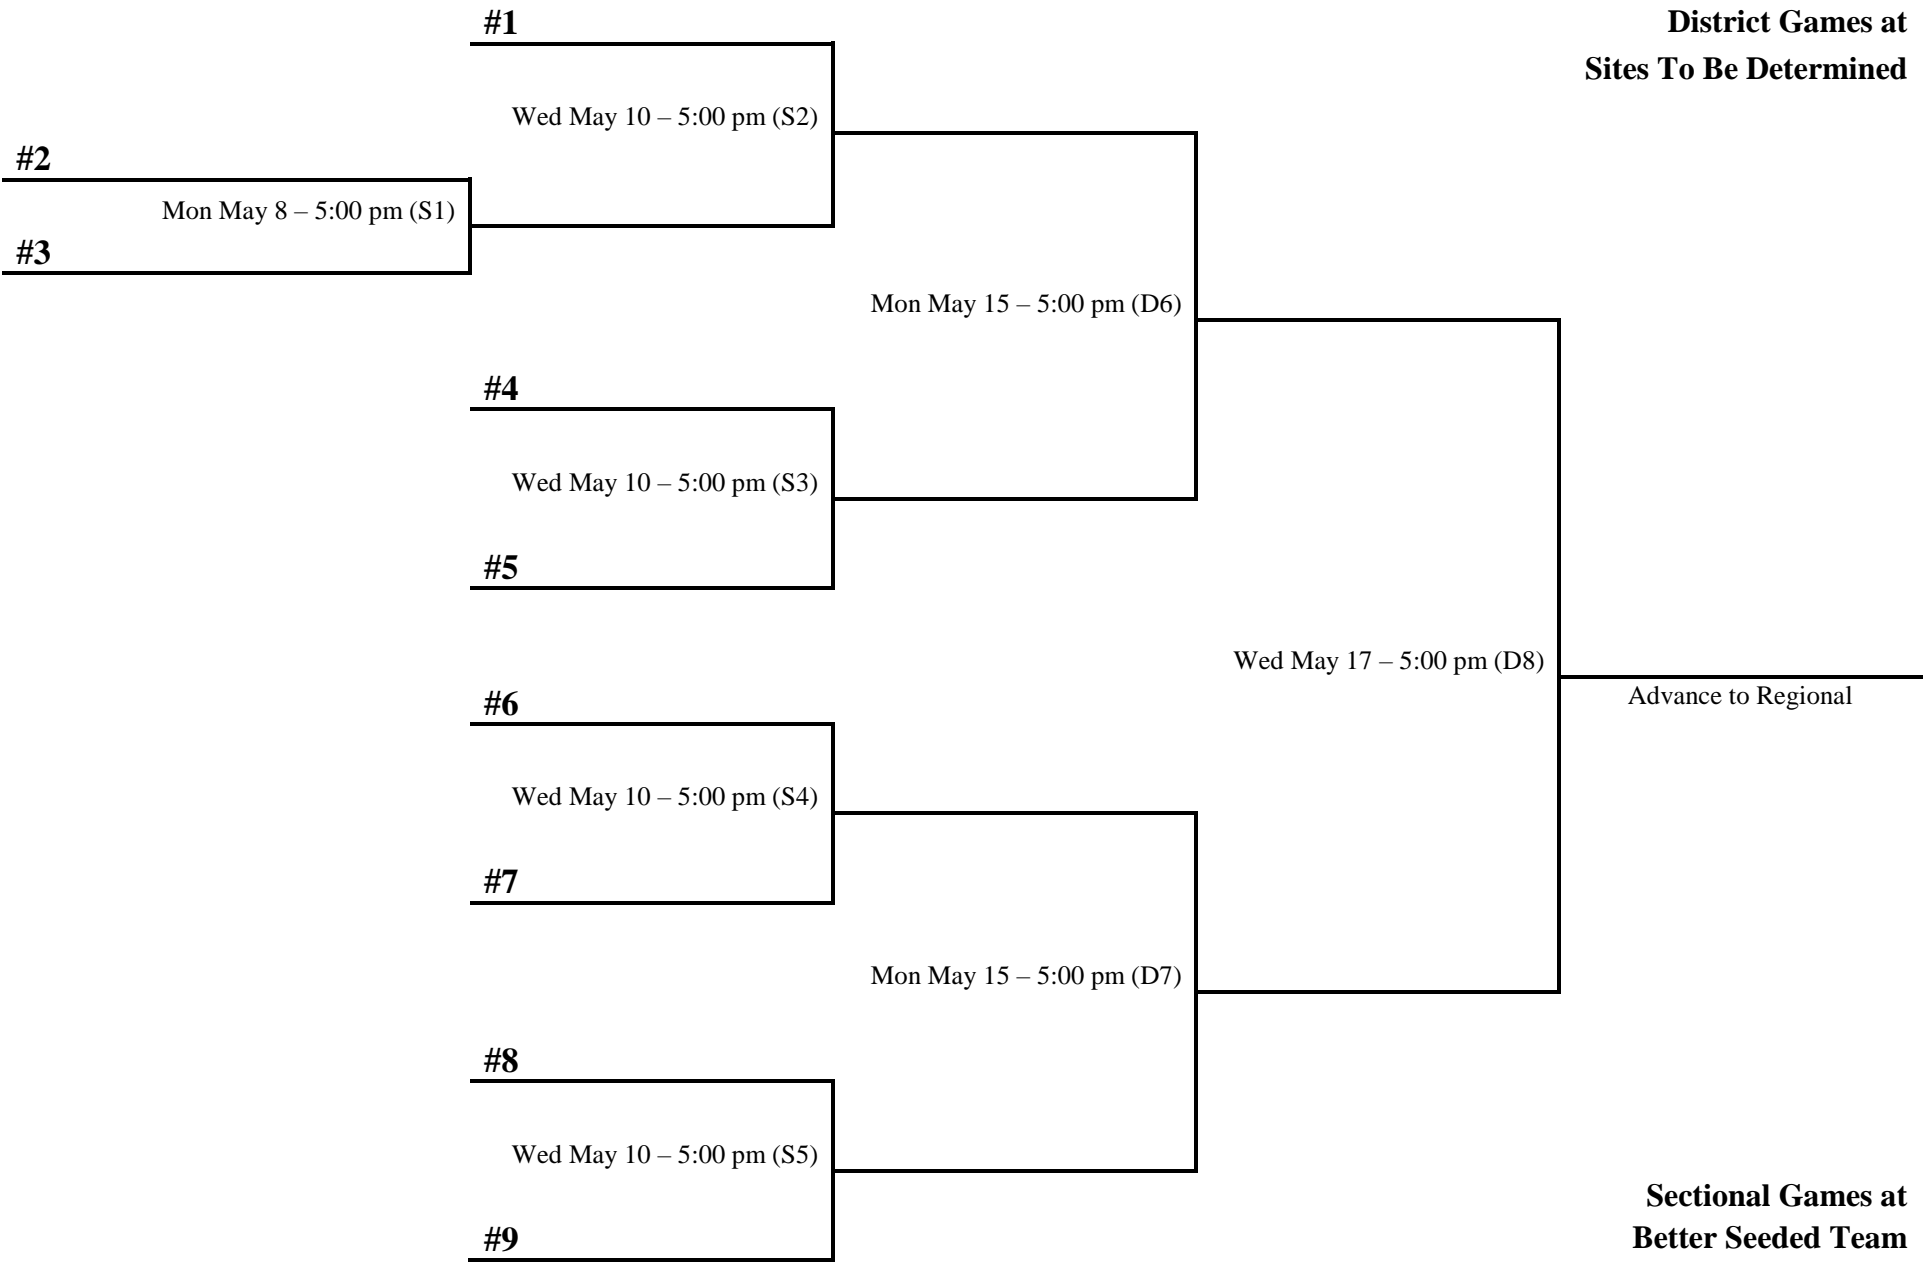 #1
District Games at
Sites To Be Determined
Wed May 10 – 5:00 pm (S2)
#2
Mon May 8 – 5:00 pm (S1)
#3
Mon May 15 – 5:00 pm (D6)
#4
Wed May 10 – 5:00 pm (S3)
#5
Wed May 17 – 5:00 pm (D8)
Advance to Regional
#6
Wed May 10 – 5:00 pm (S4)
#7
Mon May 15 – 5:00 pm (D7)
#8
Wed May 10 – 5:00 pm (S5)
#9
Sectional Games at
Better Seeded Team